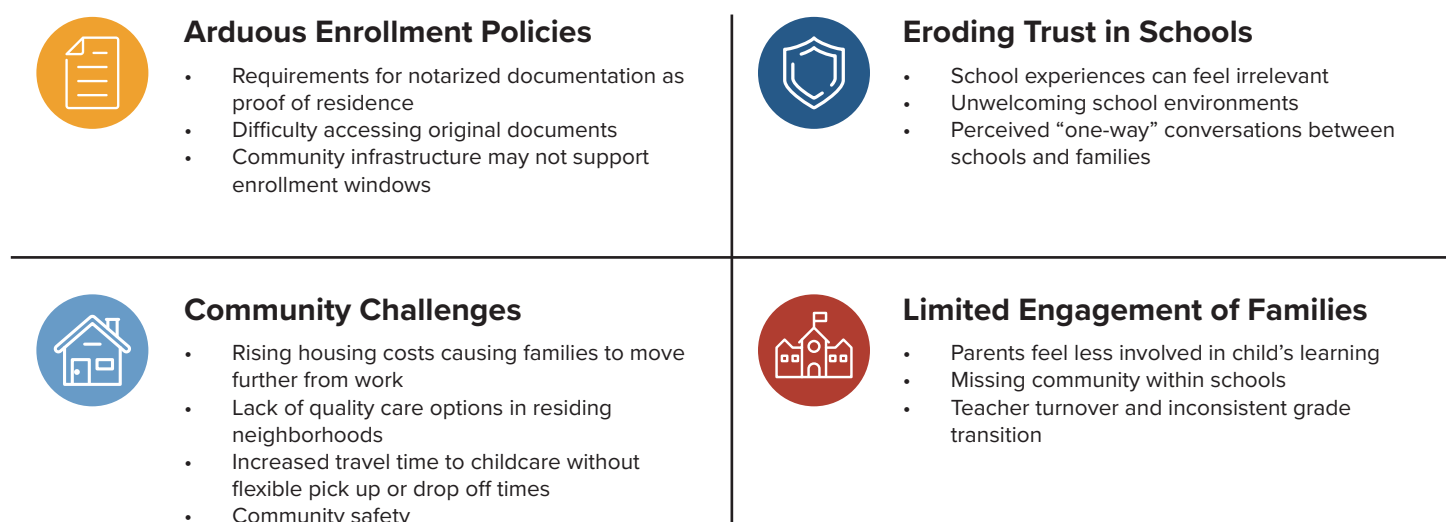 Arduous Enrollment Policies
• Requirements for notarized documentation as
proof of residence
• Difficulty accessing original documents
• Community infrastructure may not support
enrollment windows
Eroding Trust in Schools
• School experiences can feel irrelevant
• Unwelcoming school environments
• Perceived “one-way” conversations between
schools and families
Community Challenges
• Rising housing costs causing families to move
further from work
• Lack of quality care options in residing
neighborhoods
• Increased travel time to childcare without
flexible pick up or drop off times
• Community safety
Limited Engagement of Families
• Parents feel less involved in child’s learning
• Missing community within schools
• Teacher turnover and inconsistent grade
transition